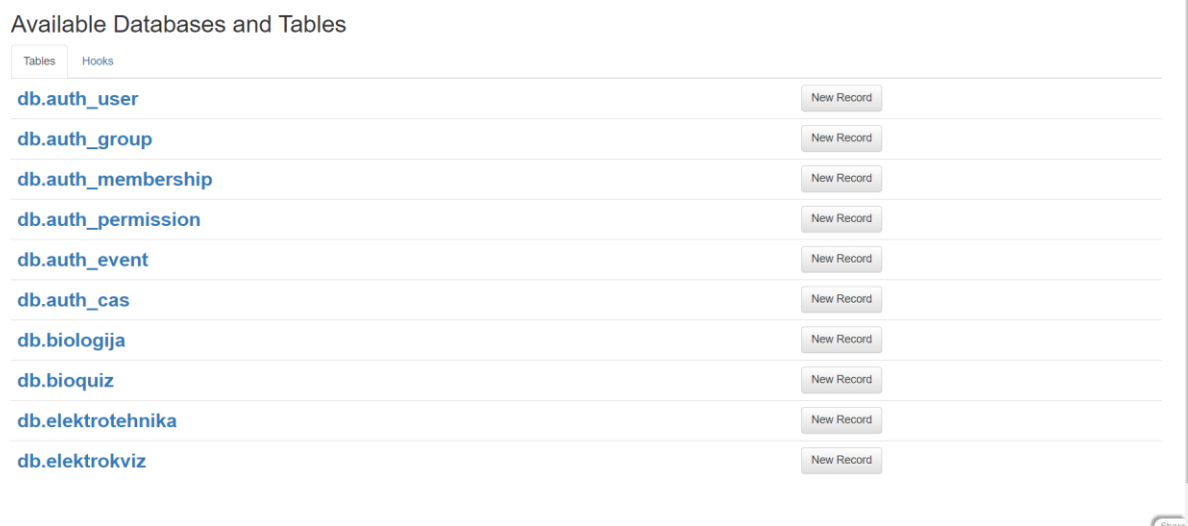 Available Databases and Tables
Tables Hooks
db.auth_user New Record
db.auth_group New Record
db.auth_membership New Record
db.auth_permission New Record
db.auth_event New Record
db.auth_cas New Record
db.biologija New Record
db.bioquiz New Record
db.elektrotehnika New Record
db.elektrokviz New Record